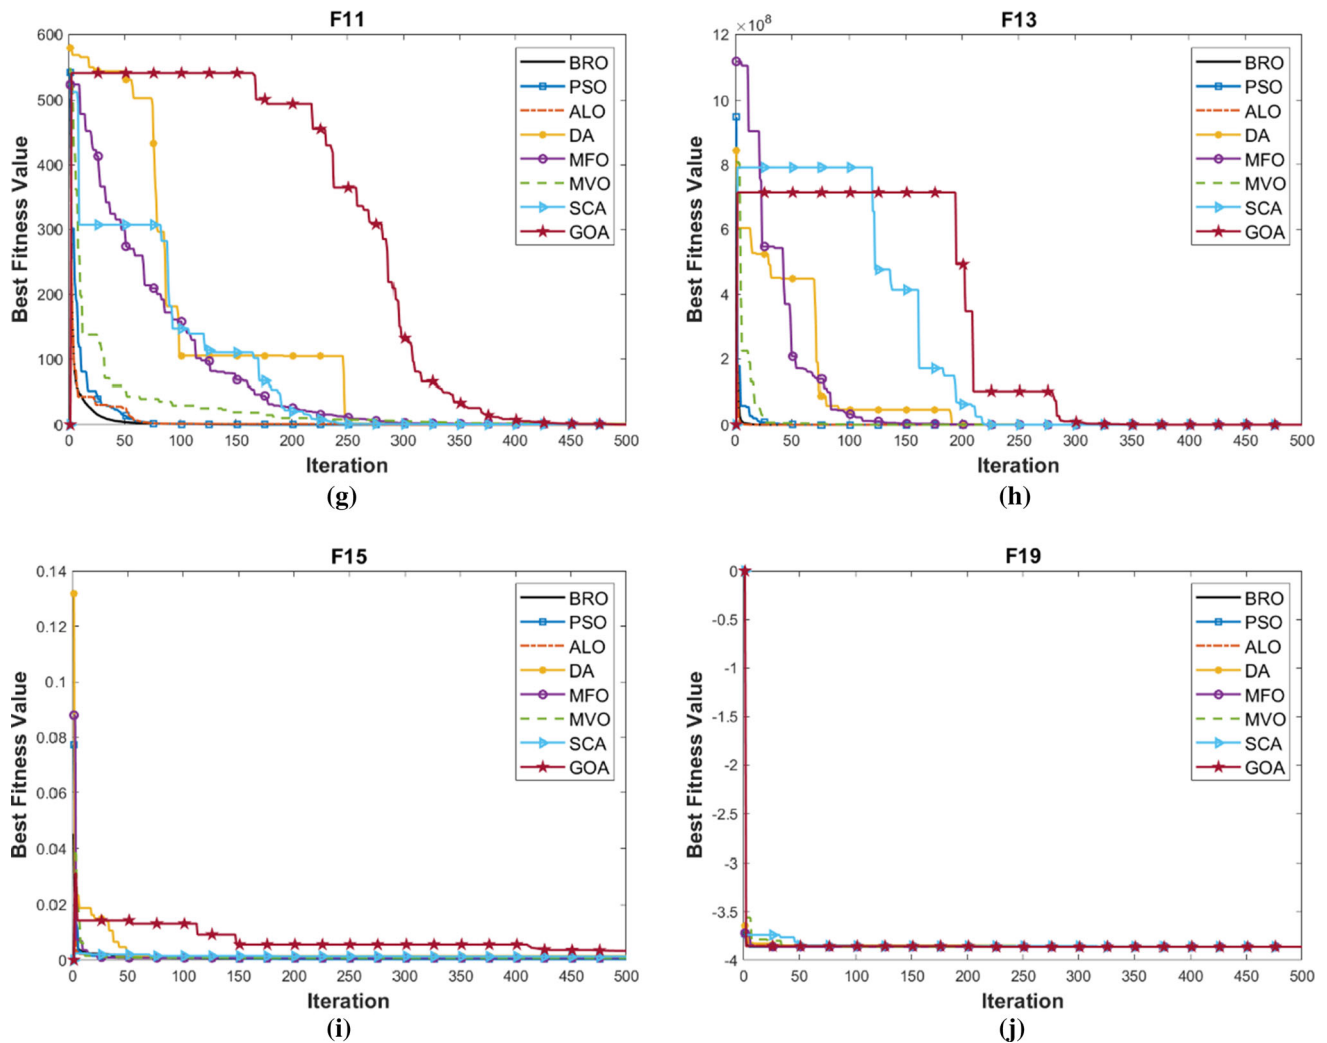 F11
600
500
400
300
200
100
0
Best Fitness Value
BRO
PSO
ALO
DA
MFO
MVO
SCA
GOA
0 50 100 150 200 250 300 350 400 450 500
Iteration
(g)
F13
×10⁸
12
10
8
6
4
2
0
Best Fitness Value
BRO
PSO
ALO
DA
MFO
MVO
SCA
GOA
0 50 100 150 200 250 300 350 400 450 500
Iteration
(h)
F15
0.14
0.12
0.1
0.08
0.06
0.04
0.02
0
Best Fitness Value
BRO
PSO
ALO
DA
MFO
MVO
SCA
GOA
0 50 100 150 200 250 300 350 400 450 500
Iteration
(i)
F19
0
-0.5
-1
-1.5
-2
-2.5
-3
-3.5
-4
Best Fitness Value
BRO
PSO
ALO
DA
MFO
MVO
SCA
GOA
0 50 100 150 200 250 300 350 400 450 500
Iteration
(j)